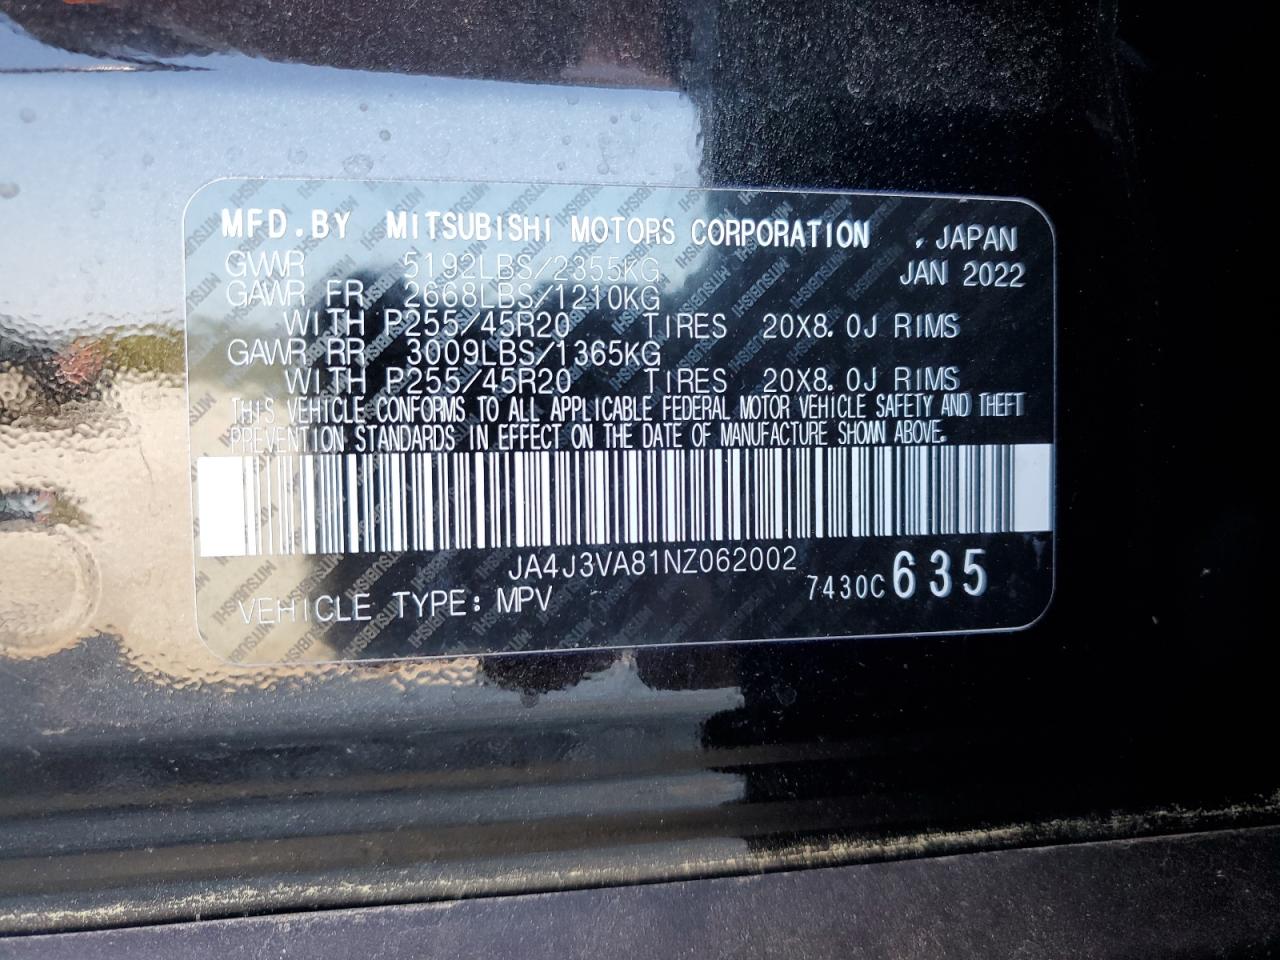 MFD.BY MITSUBISHI MOTORS CORPORATION , JAPAN
GVWR 5192LBS/2355KG JAN 2022
GAWR FR 2668LBS/1210KG
WITH P255/45R20 TIRES 20X8.0J RIMS
GAWR RR 3009LBS/1365KG
WITH P255/45R20 TIRES 20X8.0J RIMS
THIS VEHICLE CONFORMS TO ALL APPLICABLE FEDERAL MOTOR VEHICLE SAFETY AND THEFT
PREVENTION STANDARDS IN EFFECT ON THE DATE OF MANUFACTURE SHOWN ABOVE.
JA4J3VA81NZ062002
7430C 635
VEHICLE TYPE: MPV